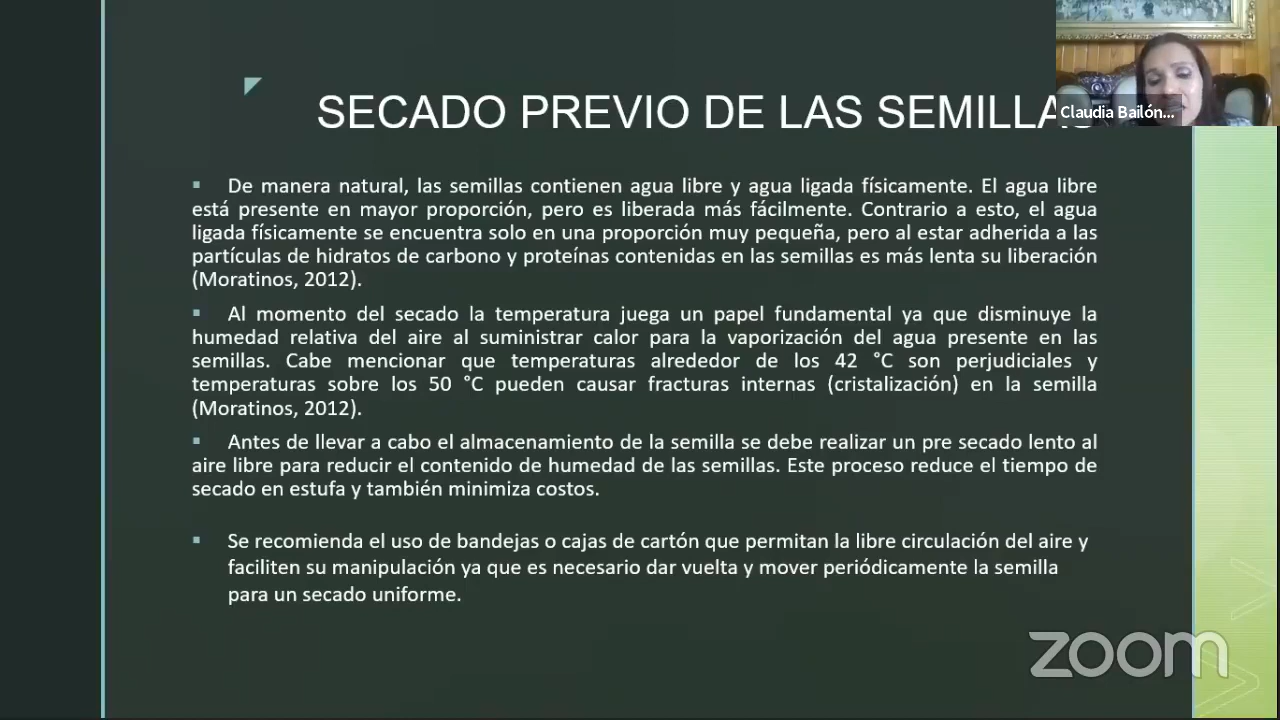 SECADO PREVIO DE LAS SEMILLAS
Claudia Bailón...
De manera natural, las semillas contienen agua libre y agua ligada físicamente. El agua libre
está presente en mayor proporción, pero es liberada más fácilmente. Contrario a esto, el agua
ligada físicamente se encuentra solo en una proporción muy pequeña, pero al estar adherida a las
partículas de hidratos de carbono y proteínas contenidas en las semillas es más lenta su liberación
(Moratinos, 2012).
Al momento del secado la temperatura juega un papel fundamental ya que disminuye la
humedad relativa del aire al suministrar calor para la vaporización del agua presente en las
semillas. Cabe mencionar que temperaturas alrededor de los 42 °C son perjudiciales y
temperaturas sobre los 50 °C pueden causar fracturas internas (cristalización) en la semilla
(Moratinos, 2012).
Antes de llevar a cabo el almacenamiento de la semilla se debe realizar un pre secado lento al
aire libre para reducir el contenido de humedad de las semillas. Este proceso reduce el tiempo de
secado en estufa y también minimiza costos.
Se recomienda el uso de bandejas o cajas de cartón que permitan la libre circulación del aire y
faciliten su manipulación ya que es necesario dar vuelta y mover periódicamente la semilla
para un secado uniforme.
zoom